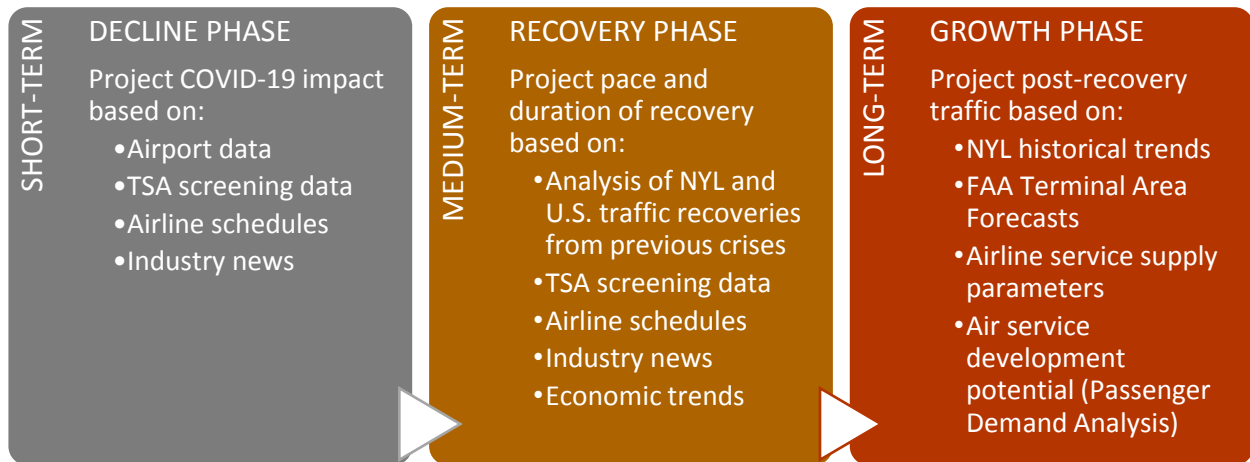 SHORT-TERM
DECLINE PHASE
Project COVID-19 impact
based on:
•Airport data
•TSA screening data
•Airline schedules
•Industry news
MEDIUM-TERM
RECOVERY PHASE
Project pace and
duration of recovery
based on:
•Analysis of NYL and
U.S. traffic recoveries
from previous crises
•TSA screening data
•Airline schedules
•Industry news
•Economic trends
LONG-TERM
GROWTH PHASE
Project post-recovery
traffic based on:
•NYL historical trends
•FAA Terminal Area
Forecasts
•Airline service supply
parameters
•Air service
development
potential (Passenger
Demand Analysis)